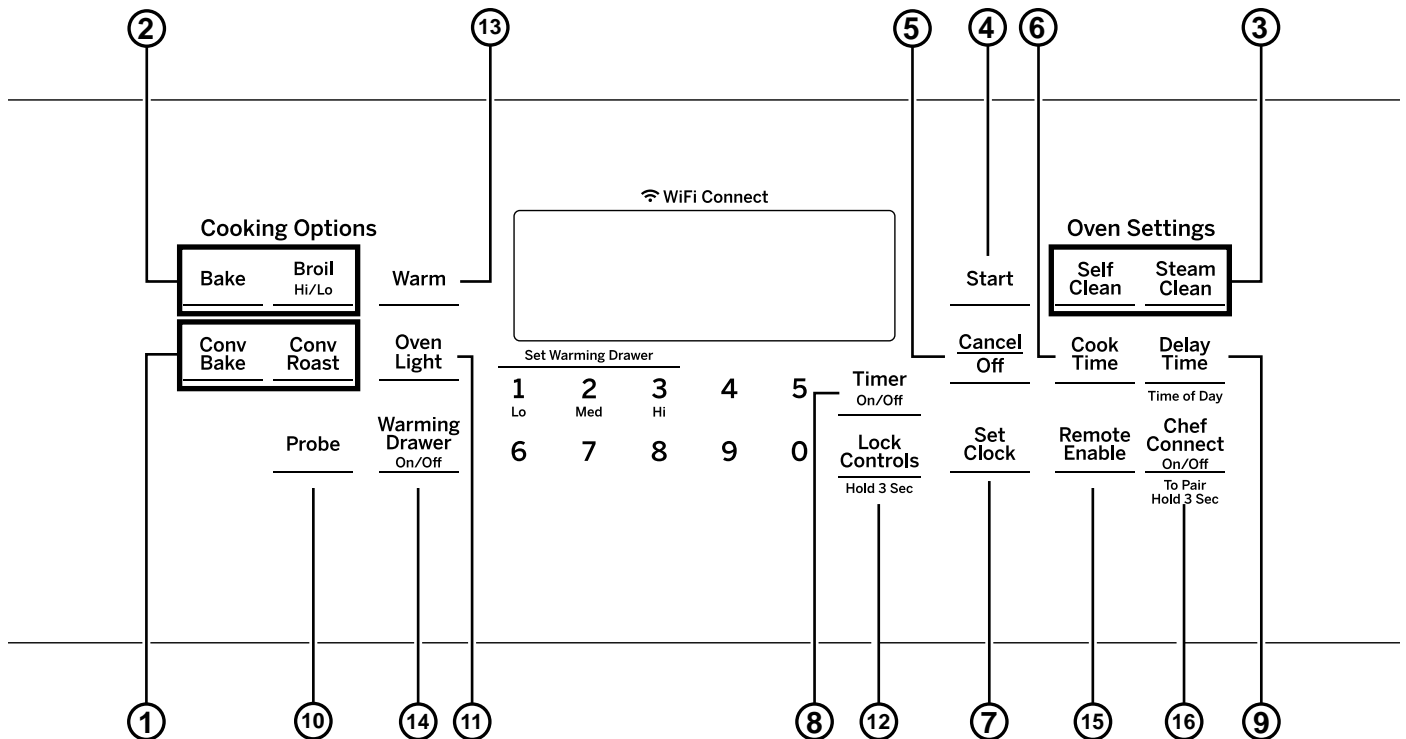 2 13 5 4 6 3
WiFi Connect
Cooking Options
Oven Settings
Bake
Broil
Hi/Lo
Warm
Start
Self
Clean
Steam
Clean
Conv
Bake
Conv
Roast
Oven
Light
Set Warming Drawer
1 2 3 4 5
Lo Med Hi
6 7 8 9 0
Timer
On/Off
Cancel
Off
Cook
Time
Delay
Time
Time of Day
Probe
Warming
Drawer
On/Off
Lock
Controls
Hold 3 Sec
Set
Clock
Remote
Enable
Chef
Connect
On/Off
To Pair
Hold 3 Sec
1 10 14 11 8 12 7 15 16 9